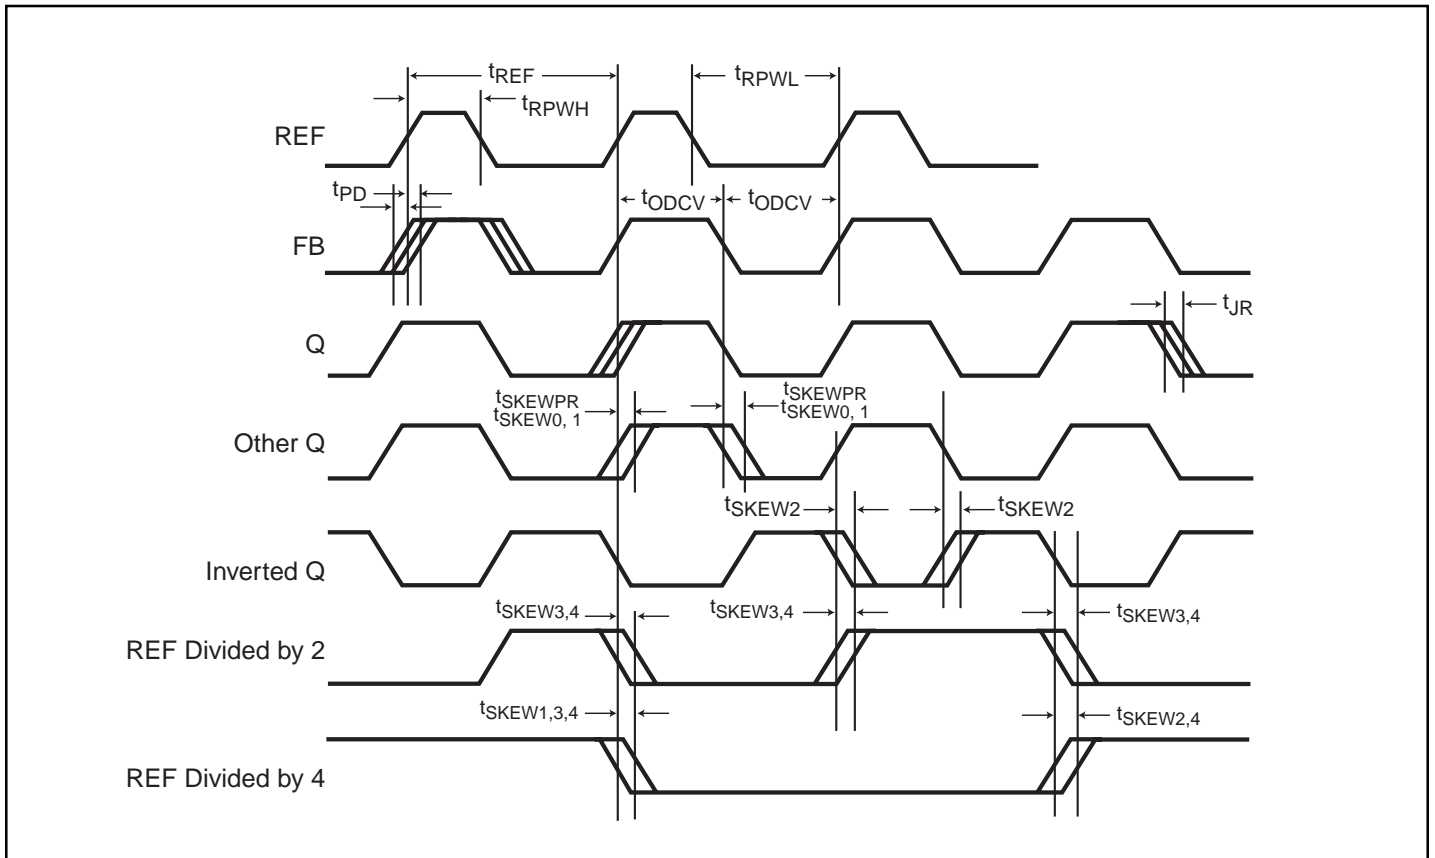 tREF
tRPWL
tRPWH
REF
tPD
tODCV
tODCV
FB
tJR
Q
tSKEWPR
tSKEW0, 1
tSKEWPR
tSKEW0, 1
Other Q
tSKEW2
tSKEW2
Inverted Q
tSKEW3,4
tSKEW3,4
tSKEW3,4
REF Divided by 2
tSKEW1,3,4
tSKEW2,4
REF Divided by 4